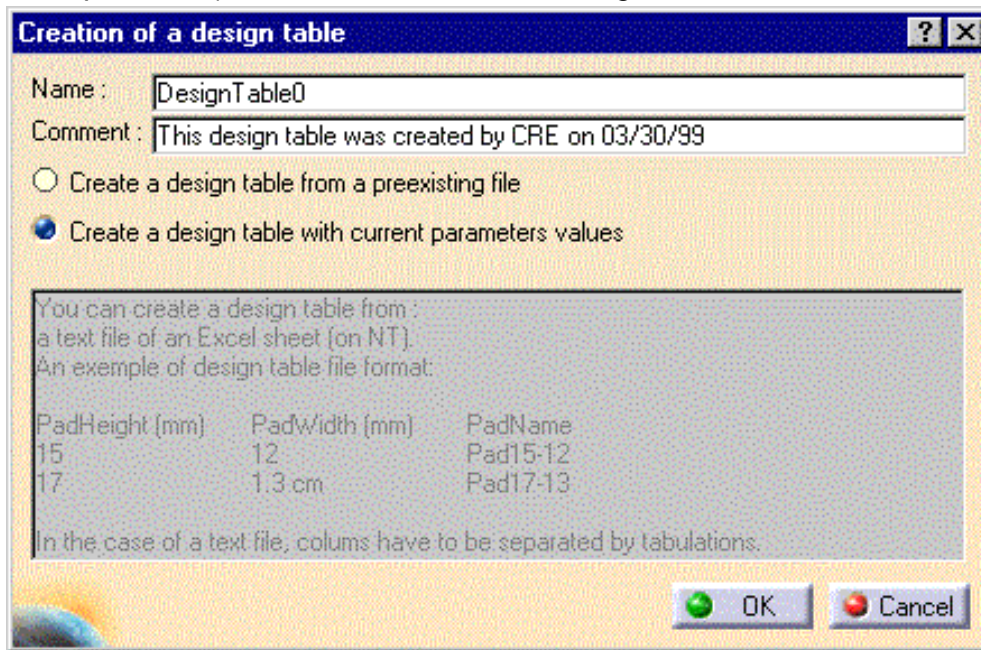 Creation of a design table
Name : DesignTable0
Comment : This design table was created by CRE on 03/30/99
Create a design table from a preexisting file
Create a design table with current parameters values
You can create a design table from :
a text file of an Excel sheet (on NT).
An exemple of design table file format:
PadHeight (mm) PadWidth (mm) PadName
15 12 Pad15-12
17 1.3 cm Pad17-13
In the case of a text file, colums have to be separated by tabulations.
OK Cancel